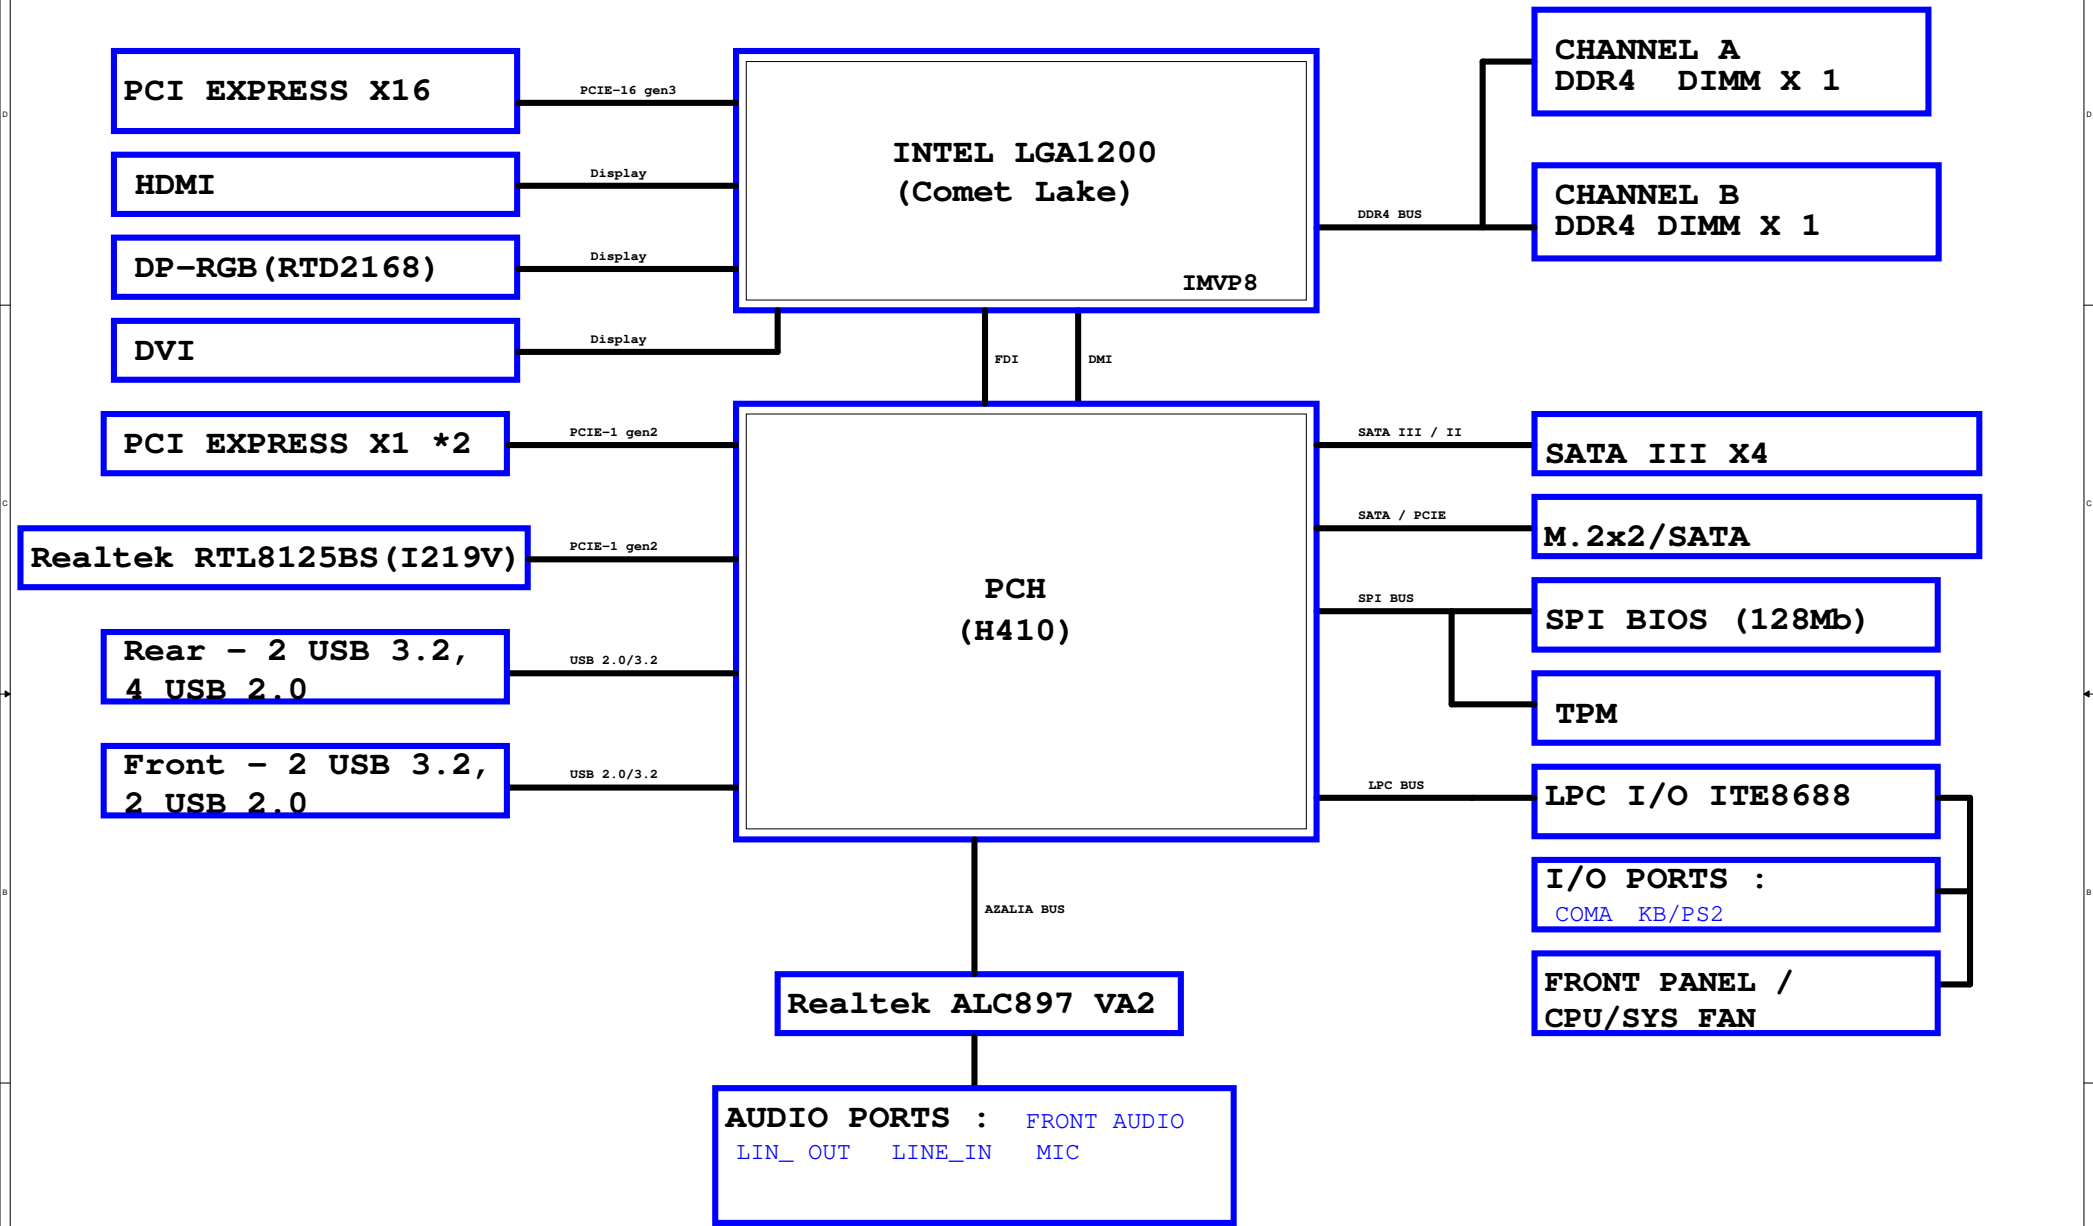 PCI EXPRESS X16
PCIE-16 gen3
HDMI
Display
DP-RGB(RTD2168)
Display
DVI
Display
INTEL LGA1200
(Comet Lake)
IMVP8
DDR4 BUS
CHANNEL A
DDR4 DIMM X 1
CHANNEL B
DDR4 DIMM X 1
FDI
DMI
PCI EXPRESS X1 *2
PCIE-1 gen2
Realtek RTL8125BS(I219V)
PCIE-1 gen2
Rear - 2 USB 3.2,
4 USB 2.0
USB 2.0/3.2
Front - 2 USB 3.2,
2 USB 2.0
USB 2.0/3.2
PCH
(H410)
SATA III / II
SATA III X4
SATA / PCIE
M.2x2/SATA
SPI BUS
SPI BIOS (128Mb)
TPM
LPC BUS
LPC I/O ITE8688
I/O PORTS :
COMA KB/PS2
FRONT PANEL /
CPU/SYS FAN
AZALIA BUS
Realtek ALC897 VA2
AUDIO PORTS : FRONT AUDIO
LIN_ OUT LINE_IN MIC
D
D
C
C
B
B